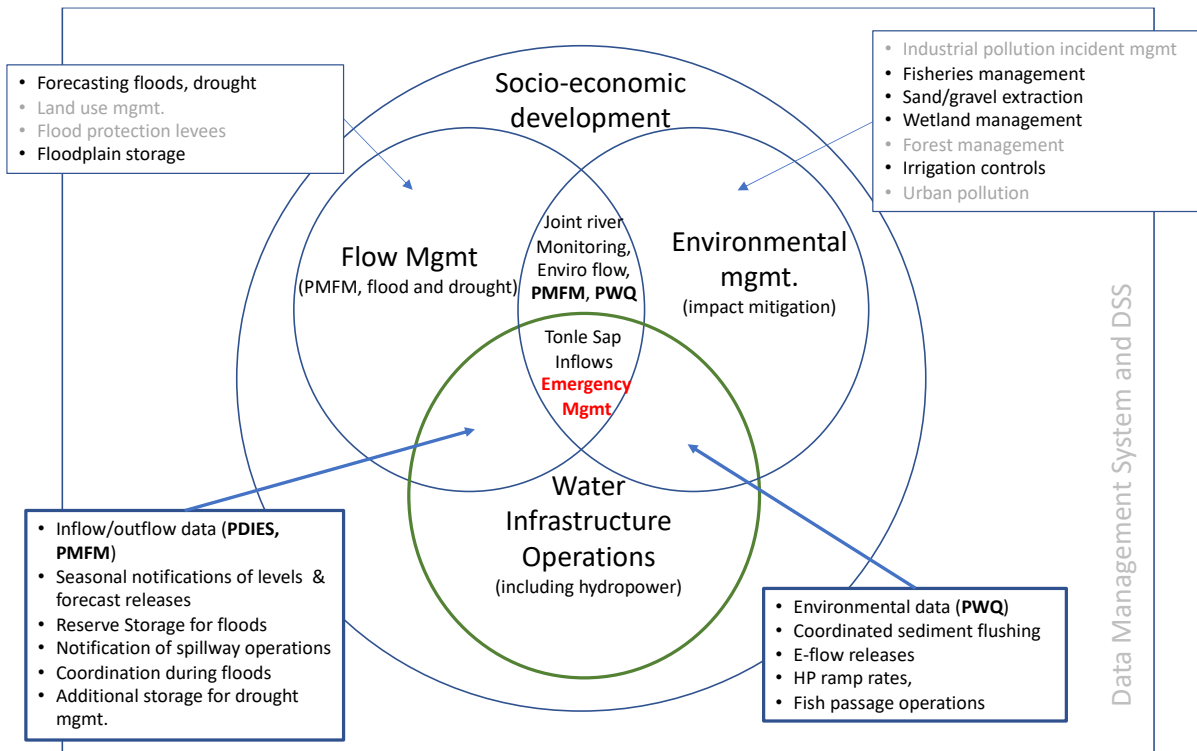 • Industrial pollution incident mgmt
• Fisheries management
• Sand/gravel extraction
• Wetland management
• Forest management
• Irrigation controls
• Urban pollution
• Forecasting floods, drought
• Land use mgmt.
• Flood protection levees
• Floodplain storage
Socio-economic
development
Flow Mgmt
(PMFM, flood and drought)
Joint river
Monitoring,
Enviro flow,
PMFM, PWQ
Environmental
mgmt.
(impact mitigation)
Tonle Sap
Inflows
Emergency
Mgmt
Water
Infrastructure
Operations
(including hydropower)
• Inflow/outflow data (PDIES,
PMFM)
• Seasonal notifications of levels &
forecast releases
• Reserve Storage for floods
• Notification of spillway operations
• Coordination during floods
• Additional storage for drought
mgmt.
• Environmental data (PWQ)
• Coordinated sediment flushing
• E-flow releases
• HP ramp rates,
• Fish passage operations
Data Management System and DSS